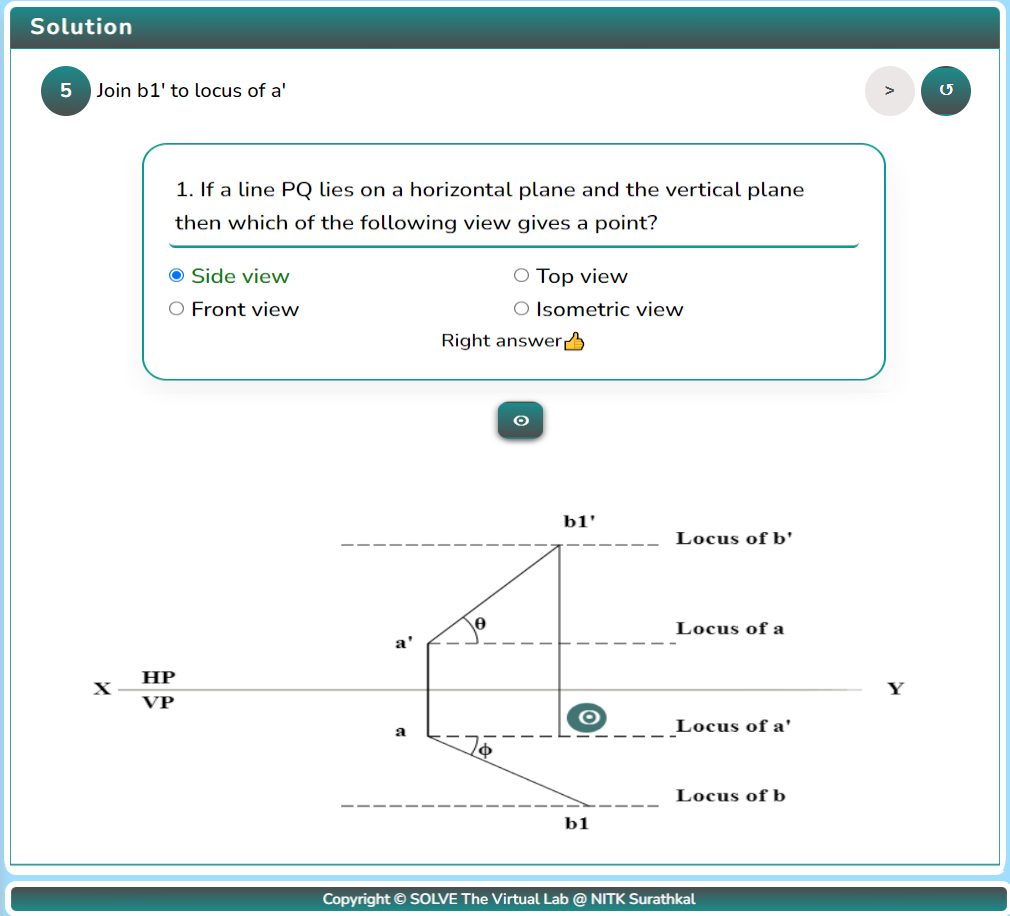 Solution
5 Join b1' to locus of a' > ↺
1. If a line PQ lies on a horizontal plane and the vertical plane
then which of the following view gives a point?
Side view Top view
Front view Isometric view
Right answer👍
b1'
Locus of b'
θ
Locus of a
a'
HP
X Y
VP
Locus of a'
a
ϕ
Locus of b
b1
Copyright © SOLVE The Virtual Lab @ NITK Surathkal